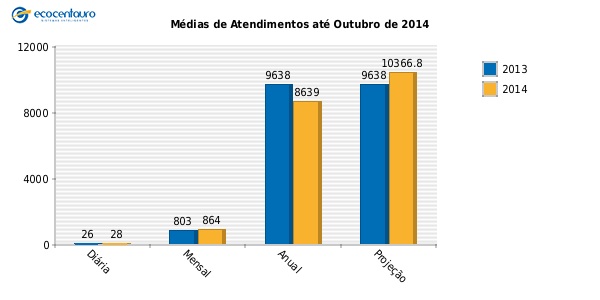 ecocentauro
Médias de Atendimentos até Outubro de 2014
12000
8000
4000
0
26
28
803
864
9638
8639
9638
10366.8
Diária
Mensal
Anual
Projeção
2013
2014